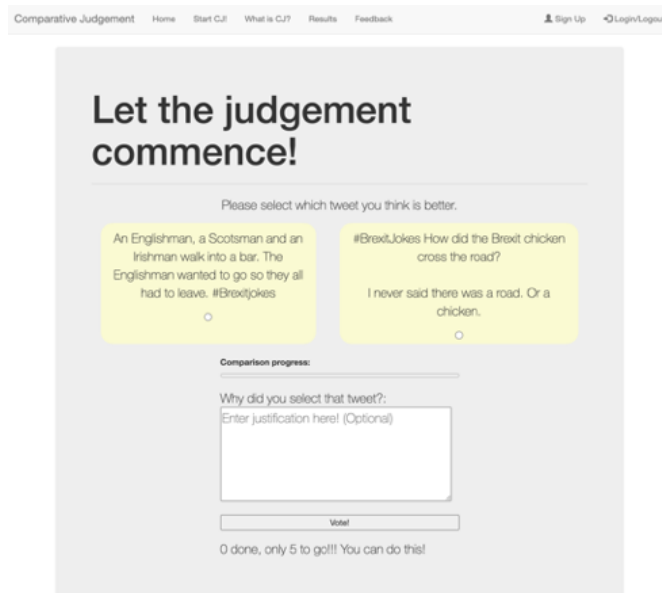 Comparative Judgement Home Start CJ! What is CJ? Results Feedback Sign Up Login/Logou
Let the judgement
commence!
Please select which tweet you think is better.
An Englishman, a Scotsman and an
Irishman walk into a bar. The
Englishman wanted to go so they all
had to leave. #Brexitjokes
#BrexitJokes How did the Brexit chicken
cross the road?
I never said there was a road. Or a
chicken.
Comparison progress:
Why did you select that tweet?:
Enter justification here! (Optional)
Vote!
0 done, only 5 to go!!! You can do this!